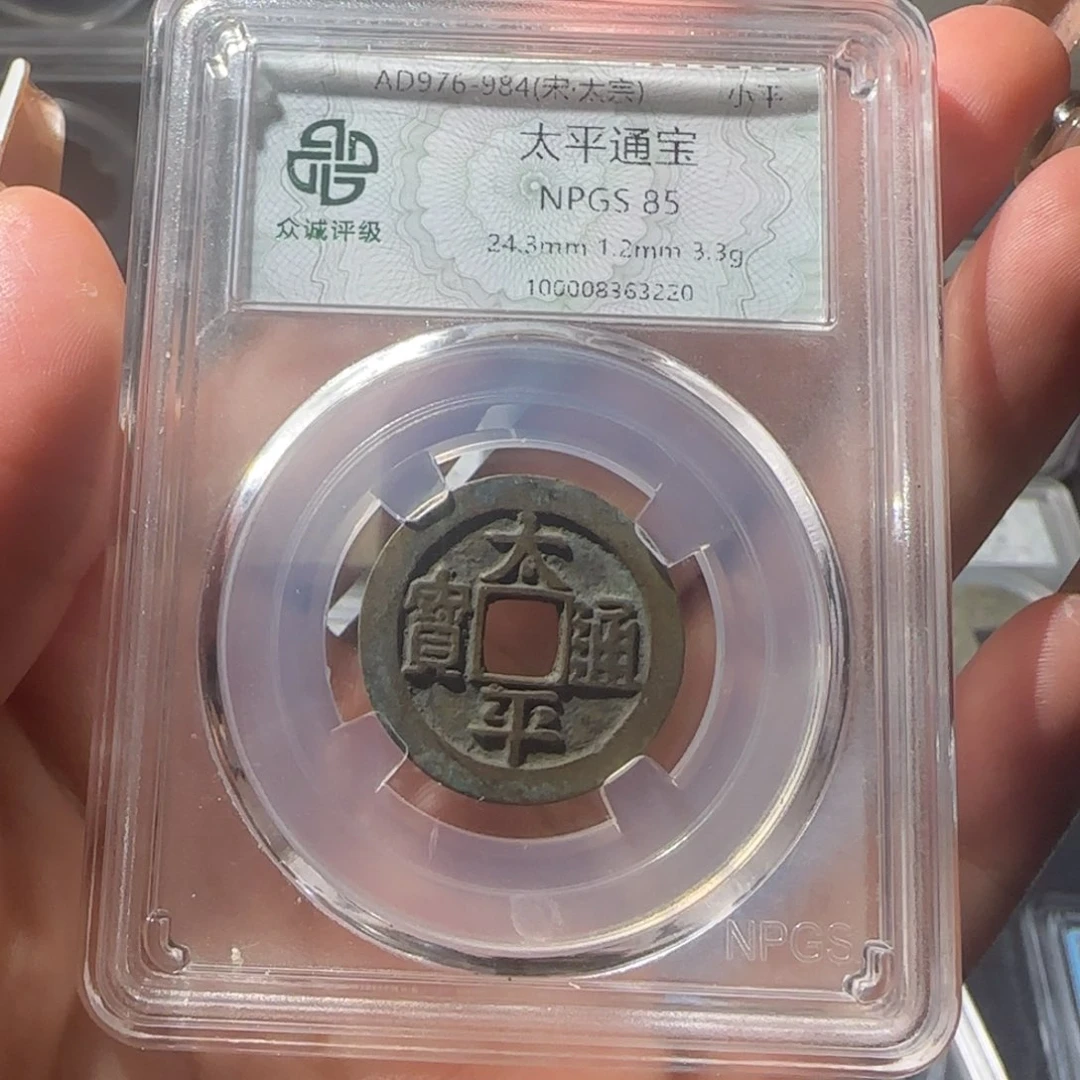 AD976-984(宋·太宗) 小平
太平通宝
NPGS 85
众诚评级
24.3mm 1.2mm 3.3g
100008363220
太平通寳
NPGS